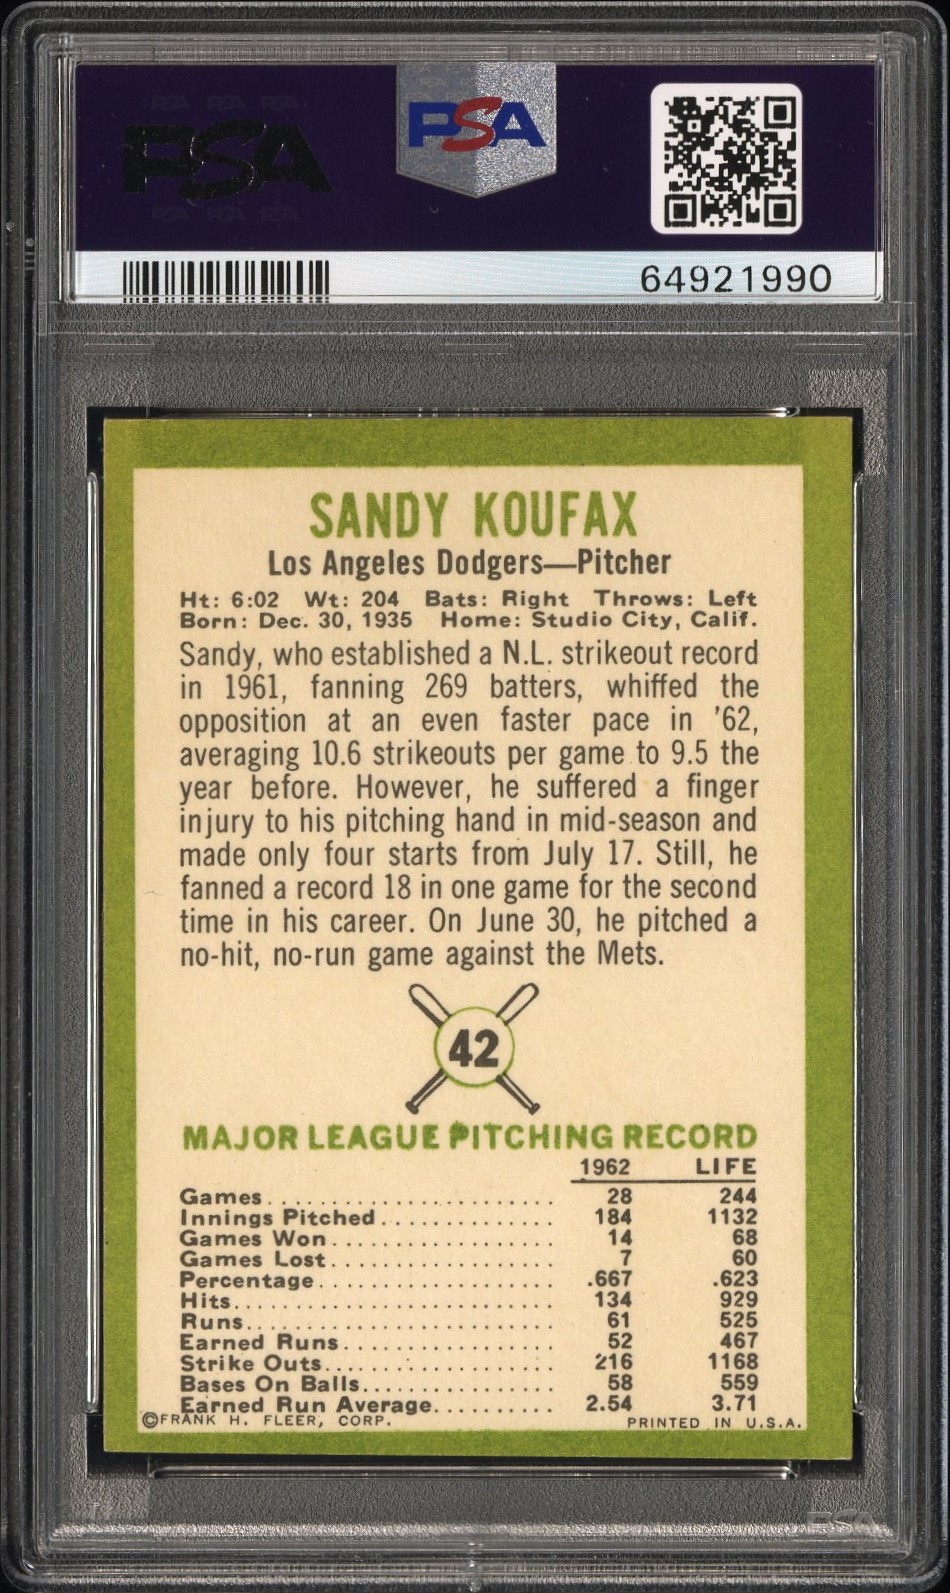 PSA PSA PSA
PSA
PSA PSA PSA
PSA
64921990
SANDY KOUFAX
Los Angeles Dodgers—Pitcher
Ht: 6:02 Wt: 204 Bats: Right Throws: Left
Born: Dec. 30, 1935 Home: Studio City, Calif.
Sandy, who established a N.L. strikeout record
in 1961, fanning 269 batters, whiffed the
opposition at an even faster pace in '62,
averaging 10.6 strikeouts per game to 9.5 the
year before. However, he suffered a finger
injury to his pitching hand in mid-season and
made only four starts from July 17. Still, he
fanned a record 18 in one game for the second
time in his career. On June 30, he pitched a
no-hit, no-run game against the Mets.
42
MAJOR LEAGUE PITCHING RECORD
1962 LIFE
Games 28 244
Innings Pitched 184 1132
Games Won 14 68
Games Lost 7 60
Percentage .667 .623
Hits 134 929
Runs 61 525
Earned Runs 52 467
Strike Outs 216 1168
Bases On Balls 58 559
Earned Run Average 2.54 3.71
©FRANK H. FLEER, CORP. PRINTED IN U.S.A.
PSA